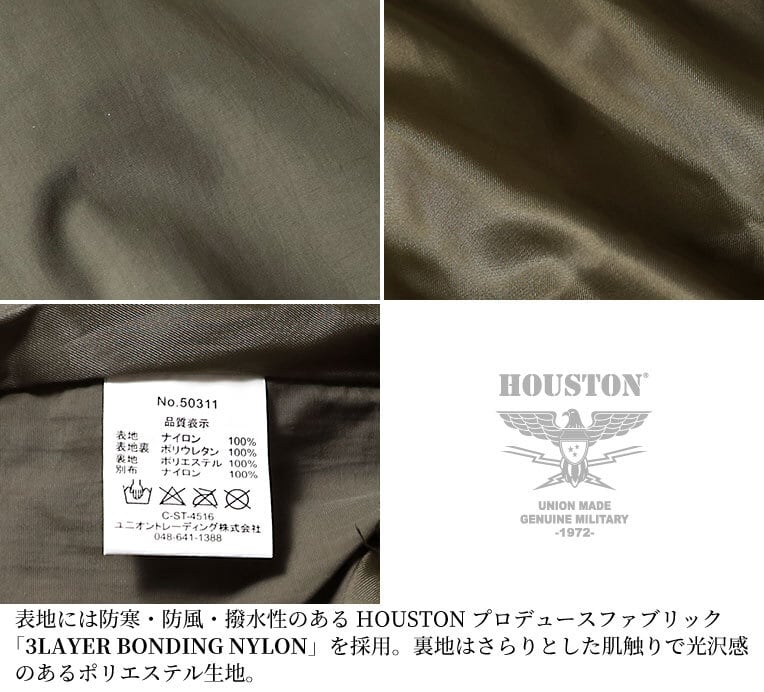 No.50311
品質表示
表地 ナイロン 100%
表地裏 ポリウレタン 100%
裏地 ポリエステル 100%
別布 ナイロン 100%
C-ST-4516
ユニオントレーディング株式会社
048-641-1388
HOUSTON®
UNION MADE
GENUINE MILITARY
-1972-
表地には防寒・防風・撥水性のある HOUSTON プロデュースファブリック
「3LAYER BONDING NYLON」を採用。裏地はさらりとした肌触りで光沢感
のあるポリエステル生地。